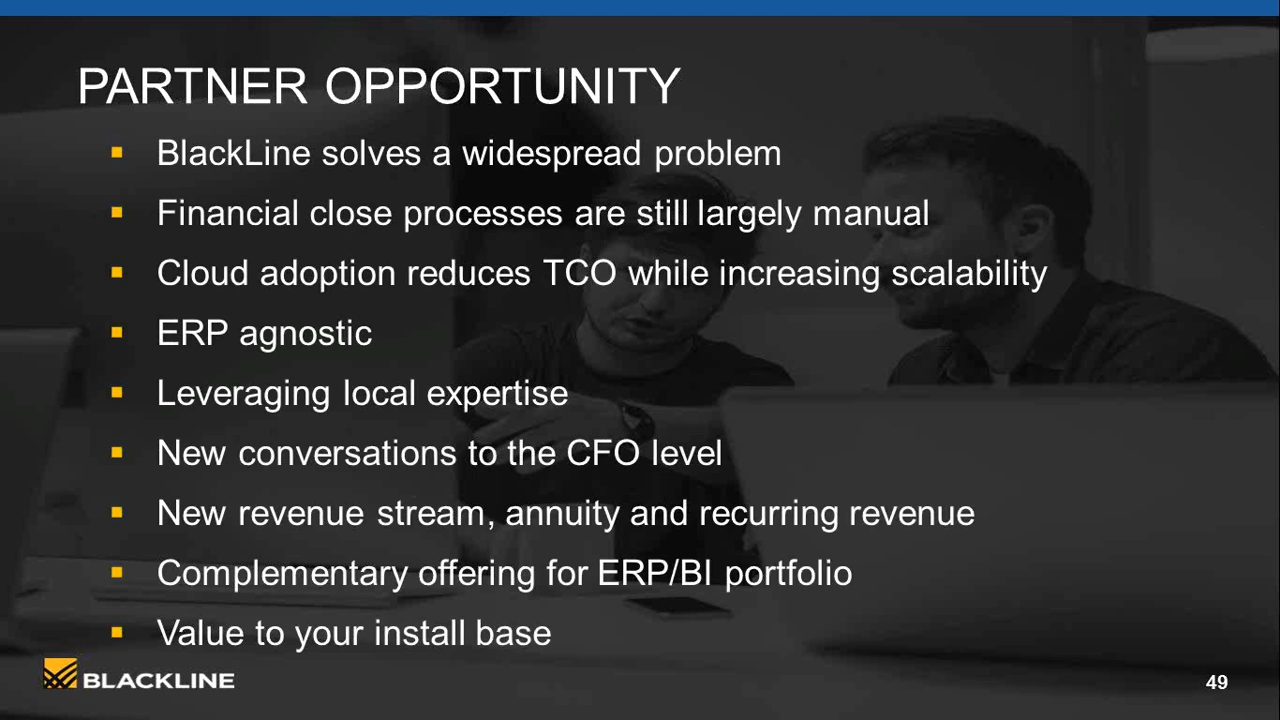 PARTNER OPPORTUNITY
BlackLine solves a widespread problem
Financial close processes are still largely manual
Cloud adoption reduces TCO while increasing scalability
ERP agnostic
Leveraging local expertise
New conversations to the CFO level
New revenue stream, annuity and recurring revenue
Complementary offering for ERP/BI portfolio
Value to your install base
BLACKLINE
49